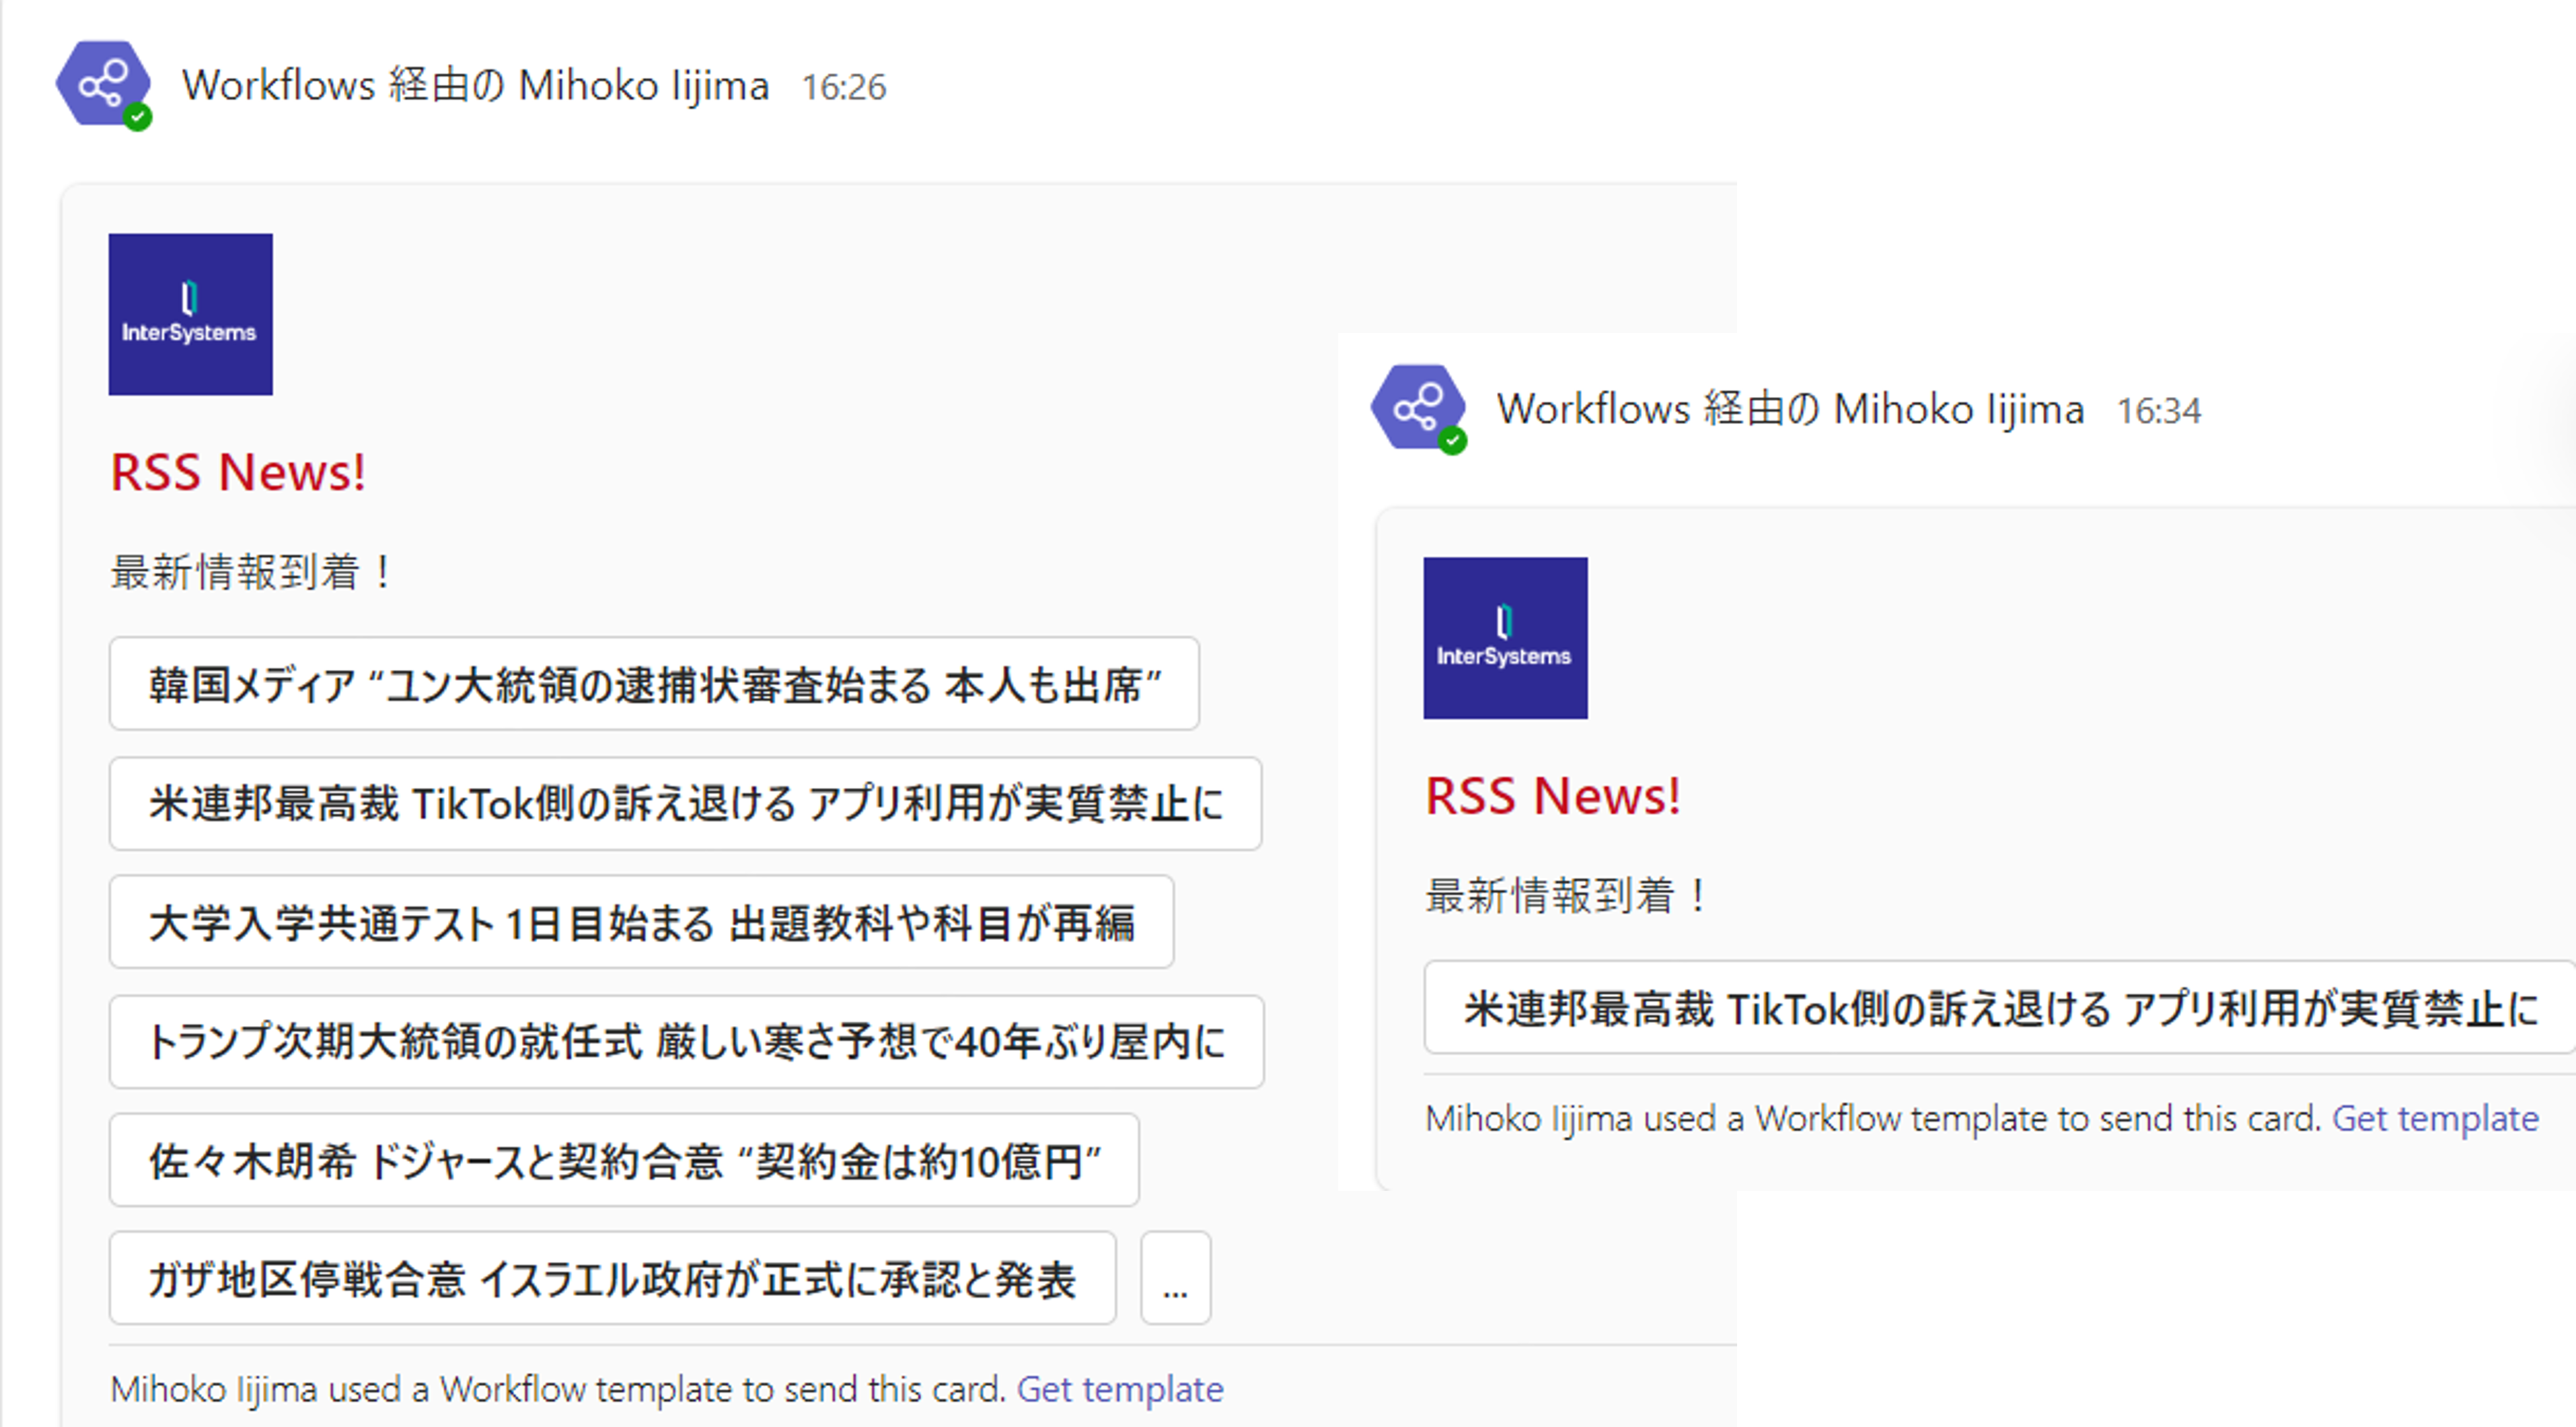 Workflows 経由の Mihoko Iijima 16:26
InterSystems
RSS News!
最新情報到着！
韓国メディア “ユン大統領の逮捕状審査始まる 本人も出席”
米連邦最高裁 TikTok側の訴え退ける アプリ利用が実質禁止に
大学入学共通テスト 1日目始まる 出題教科や科目が再編
トランプ次期大統領の就任式 厳しい寒さ予想で40年ぶり屋内に
佐々木朗希 ドジャースと契約合意 “契約金は約10億円”
ガザ地区停戦合意 イスラエル政府が正式に承認と発表 ...
Mihoko Iijima used a Workflow template to send this card. Get template
Workflows 経由の Mihoko Iijima 16:34
InterSystems
RSS News!
最新情報到着！
米連邦最高裁 TikTok側の訴え退ける アプリ利用が実質禁止に
Mihoko Iijima used a Workflow template to send this card. Get template